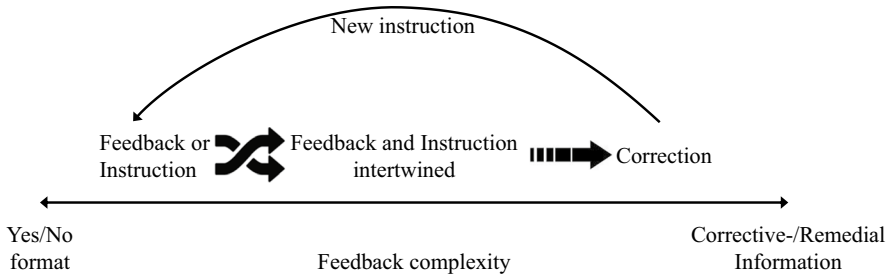 New instruction
Feedback or
Instruction
Feedback and Instruction
intertwined
Correction
Yes/No
format
Feedback complexity
Corrective-/Remedial
Information